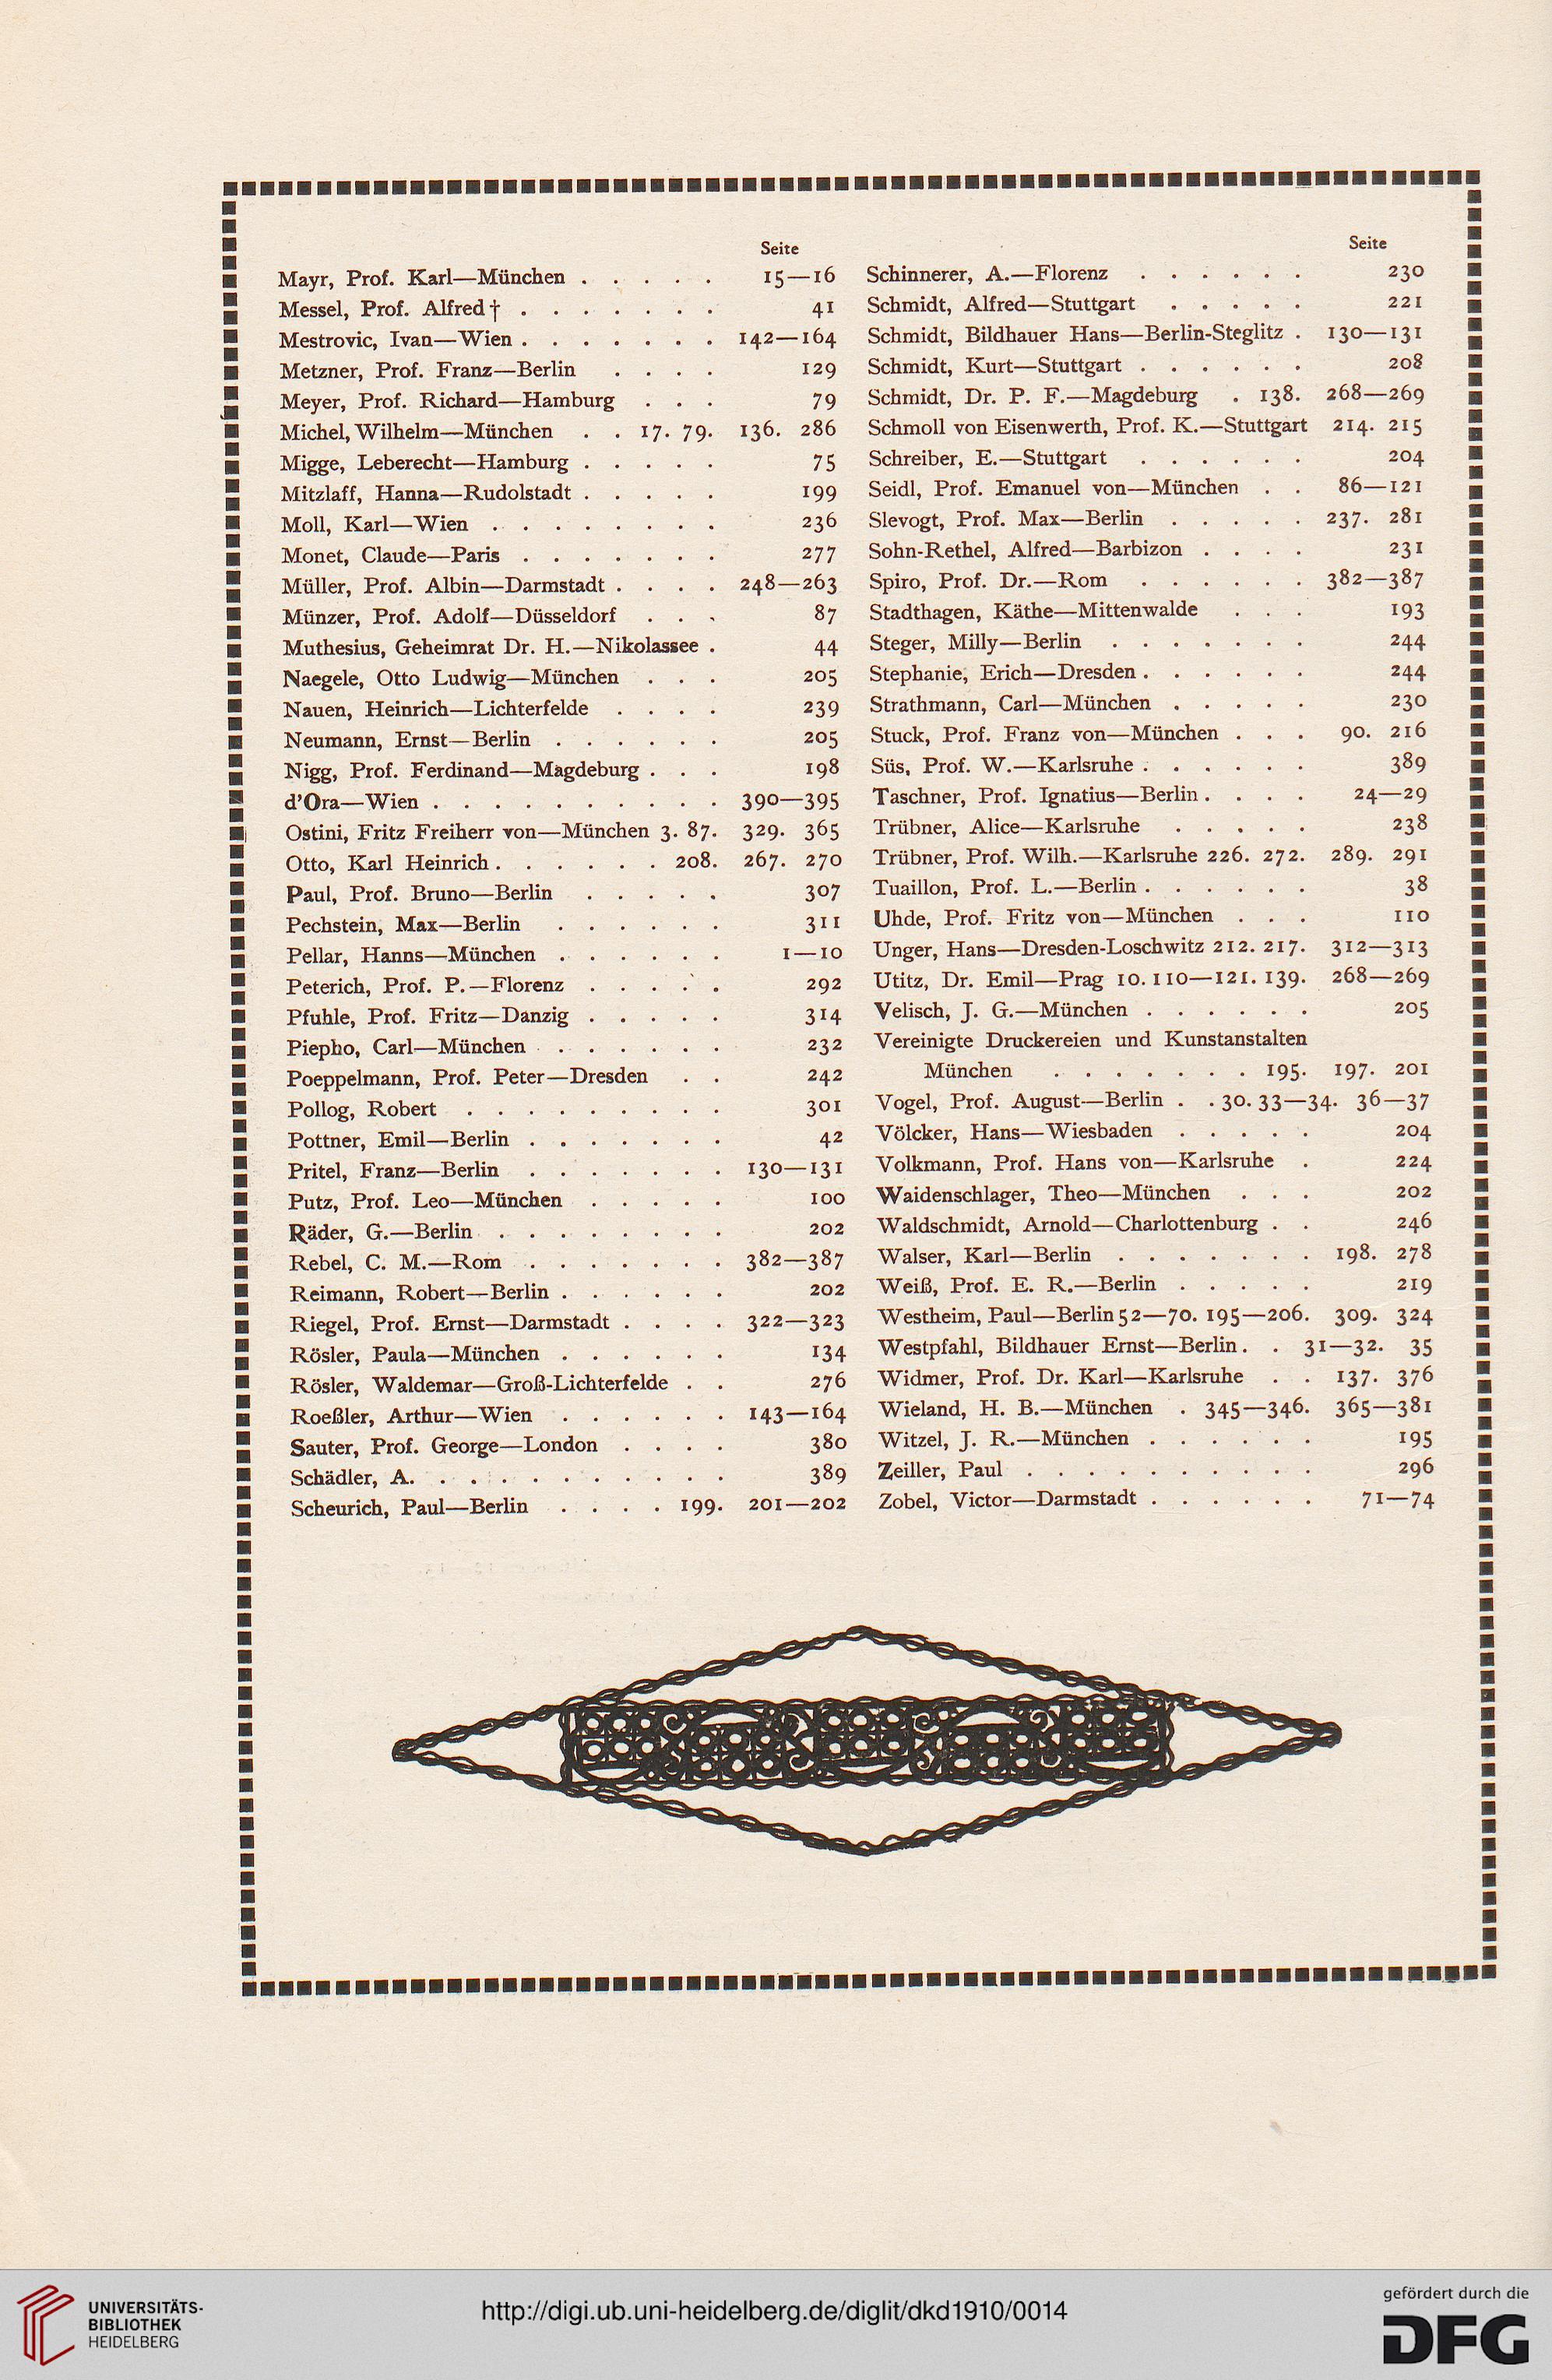 Seite
Mayr, Prof. Karl—München . . . . . 15—16
Messel, Prof. Alfred† . . . . . . . 41
Mestrovic, Ivan—Wien . . . . . . . 142—164
Metzner, Prof. Franz—Berlin . . . . 129
Meyer, Prof. Richard—Hamburg . . . 79
Michel, Wilhelm—München . . 17. 79. 136. 286
Migge, Leberecht—Hamburg . . . . . 75
Mitzlaff, Hanna—Rudolstadt . . . . . 199
Moll, Karl—Wien . . . . . . . . 236
Monet, Claude—Paris . . . . . . . 277
Müller, Prof. Albin—Darmstadt . . . . 248—263
Münzer, Prof. Adolf—Düsseldorf . . . 87
Muthesius, Geheimrat Dr. H.—Nikolassee . 44
Naegele, Otto Ludwig—München . . . 205
Nauen, Heinrich—Lichterfelde . . . . 239
Neumann, Ernst—Berlin . . . . . . 205
Nigg, Prof. Ferdinand—Magdeburg . . . 198
d'Ora—Wien . . . . . . . . . . 390—395
Ostini, Fritz Freiherr von—München 3. 87. 329. 365
Otto, Karl Heinrich . . . . . . 208. 267. 270
Paul, Prof. Bruno—Berlin . . . . . 307
Pechstein, Max—Berlin . . . . . . 311
Pellar, Hanns—München . . . . . . 1—10
Peterich, Prof. P.—Florenz . . . . . 292
Pfuhle, Prof. Fritz—Danzig . . . . . 314
Piepho, Carl—München . . . . . . 232
Poeppelmann, Prof. Peter—Dresden . . 242
Pollog, Robert . . . . . . . . . 301
Pottner, Emil—Berlin . . . . . . . 42
Pritel, Franz—Berlin . . . . . . . 130—131
Putz, Prof. Leo—München . . . . . 100
Räder, G.—Berlin . . . . . . . . 202
Rebel, C. M.—Rom . . . . . . . 382—387
Reimann, Robert—Berlin . . . . . . 202
Riegel, Prof. Ernst—Darmstadt . . . . 322—323
Rösler, Paula—München . . . . . . 134
Rösler, Waldemar—Groß-Lichterfelde . . 276
Roeßler, Arthur—Wien . . . . . . 143—164
Sauter, Prof. George—London . . . . 380
Schädler, A. . . . . . . . . . . 389
Scheurich, Paul—Berlin . . . . 199. 201—202
Seite
Schinnerer, A.—Florenz . . . . . . 230
Schmidt, Alfred—Stuttgart . . . . . 221
Schmidt, Bildhauer Hans—Berlin-Steglitz . 130—131
Schmidt, Kurt—Stuttgart . . . . . . 208
Schmidt, Dr. P. F.—Magdeburg . 138. 268—269
Schmoll von Eisenwerth, Prof. K.—Stuttgart 214. 215
Schreiber, E.—Stuttgart . . . . . . 204
Seidl, Prof. Emanuel von—München . . 86—121
Slevogt, Prof. Max—Berlin . . . . . 237. 281
Sohn-Rethel, Alfred—Barbizon . . . . 231
Spiro, Prof. Dr.—Rom . . . . . . 382—387
Stadthagen, Käthe—Mittenwalde . . . 193
Steger, Milly—Berlin . . . . . . . 244
Stephanie, Erich—Dresden . . . . . . 244
Strathmann, Carl—München . . . . . 230
Stuck, Prof. Franz von—München . . . 90. 216
Süs, Prof. W.—Karlsruhe . . . . . . 389
Taschner, Prof. Ignatius—Berlin . . . . 24—29
Trübner, Alice—Karlsruhe . . . . . 238
Trübner, Prof. Wilh.—Karlsruhe 226. 272. 289. 291
Tuaillon, Prof. L.—Berlin . . . . . . 38
Uhde, Prof. Fritz von—München . . . 110
Unger, Hans—Dresden-Loschwitz 212. 217. 312—313
Utitz, Dr. Emil—Prag 10. 110—121. 139. 268—269
Velisch, J. G.—München . . . . . . 205
Vereinigte Druckereien und Kunstanstalten
München . . . . . . . 195. 197. 201
Vogel, Prof. August—Berlin . . 30. 33—34. 36—37
Völcker, Hans—Wiesbaden . . . . . 204
Volkmann, Prof. Hans von—Karlsruhe . 224
Waidenschlager, Theo—München . . . 202
Waldschmidt, Arnold—Charlottenburg . . 246
Walser, Karl—Berlin . . . . . . . 198. 278
Weiß, Prof. E. R.—Berlin . . . . . 219
Westheim, Paul—Berlin 52—70. 195—206. 309. 324
Westpfahl, Bildhauer Ernst—Berlin . . 31—32. 35
Widmer, Prof. Dr. Karl—Karlsruhe . . 137. 376
Wieland, H. B.—München . 345—346. 365—381
Witzel, J. R.—München . . . . . . 195
Zeiller, Paul . . . . . . . . . . 296
Zobel, Victor—Darmstadt . . . . . . 71—74
UNIVERSITÄTS-
BIBLIOTHEK
HEIDELBERG
http://digi.ub.uni-heidelberg.de/diglit/dkd1910/0014
gefördert durch die
DFG